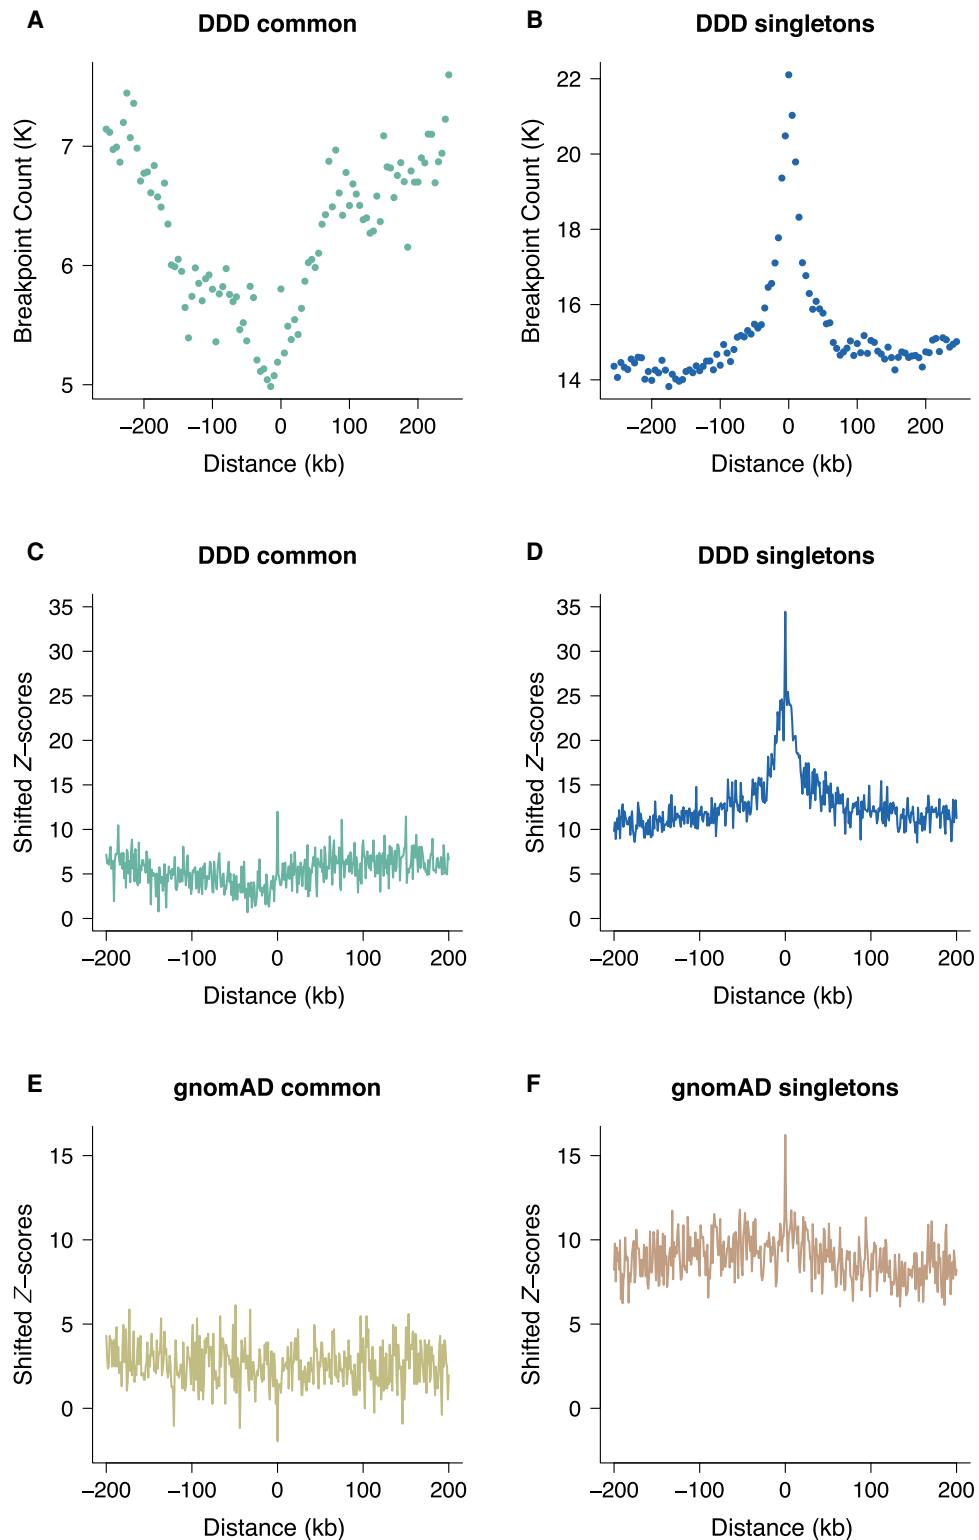 A
DDD common
Breakpoint Count (K)
7
6
5
−200
−100
0
100
200
Distance (kb)
B
DDD singletons
Breakpoint Count (K)
22
20
18
16
14
−200
−100
0
100
200
Distance (kb)
C
DDD common
Shifted Z−scores
35
30
25
20
15
10
5
0
−200
−100
0
100
200
Distance (kb)
D
DDD singletons
Shifted Z−scores
35
30
25
20
15
10
5
0
−200
−100
0
100
200
Distance (kb)
E
gnomAD common
Shifted Z−scores
15
10
5
0
−200
−100
0
100
200
Distance (kb)
F
gnomAD singletons
Shifted Z−scores
15
10
5
0
−200
−100
0
100
200
Distance (kb)